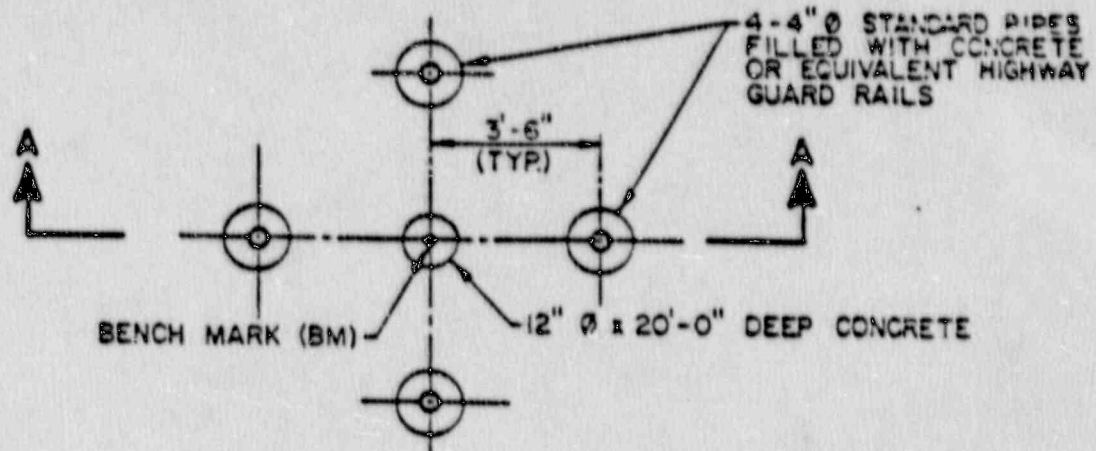 4-4" Ø STANDARD PIPES
FILLED WITH CONCRETE
OR EQUIVALENT HIGHWAY
GUARD RAILS
3'-6"
(TYP.)
A
A
BENCH MARK (BM)
12" Ø x 20'-0" DEEP CONCRETE